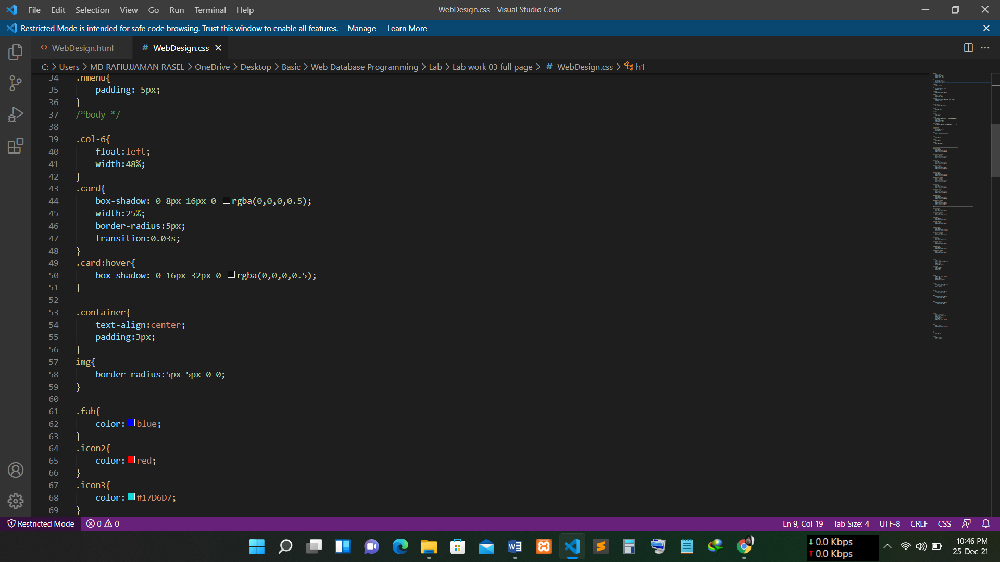 File Edit Selection View Go Run Terminal Help
WebDesign.css - Visual Studio Code
Restricted Mode is intended for safe code browsing. Trust this window to enable all features. Manage Learn More
WebDesign.html
# WebDesign.css
C: > Users > MD RAFIUJJAMAN RASEL > OneDrive > Desktop > Basic > Web Database Programming > Lab > Lab work 03 full page > # WebDesign.css > h1
34 .nmenu{
35 padding: 5px;
36 }
37 /*body */
38
39 .col-6{
40 float:left;
41 width:48%;
42 }
43 .card{
44 box-shadow: 0 8px 16px 0 rgba(0,0,0,0.5);
45 width:25%;
46 border-radius:5px;
47 transition:0.03s;
48 }
49 .card:hover{
50 box-shadow: 0 16px 32px 0 rgba(0,0,0,0.5);
51 }
52
53 .container{
54 text-align:center;
55 padding:3px;
56 }
57 img{
58 border-radius:5px 5px 0 0;
59 }
60
61 .fab{
62 color:blue;
63 }
64 .icon2{
65 color:red;
66 }
67 .icon3{
68 color:#17D6D7;
69 }
Restricted Mode 0 0
Ln 9, Col 19 Tab Size: 4 UTF-8 CRLF CSS
0.0 Kbps
0.0 Kbps
10:46 PM
25-Dec-21